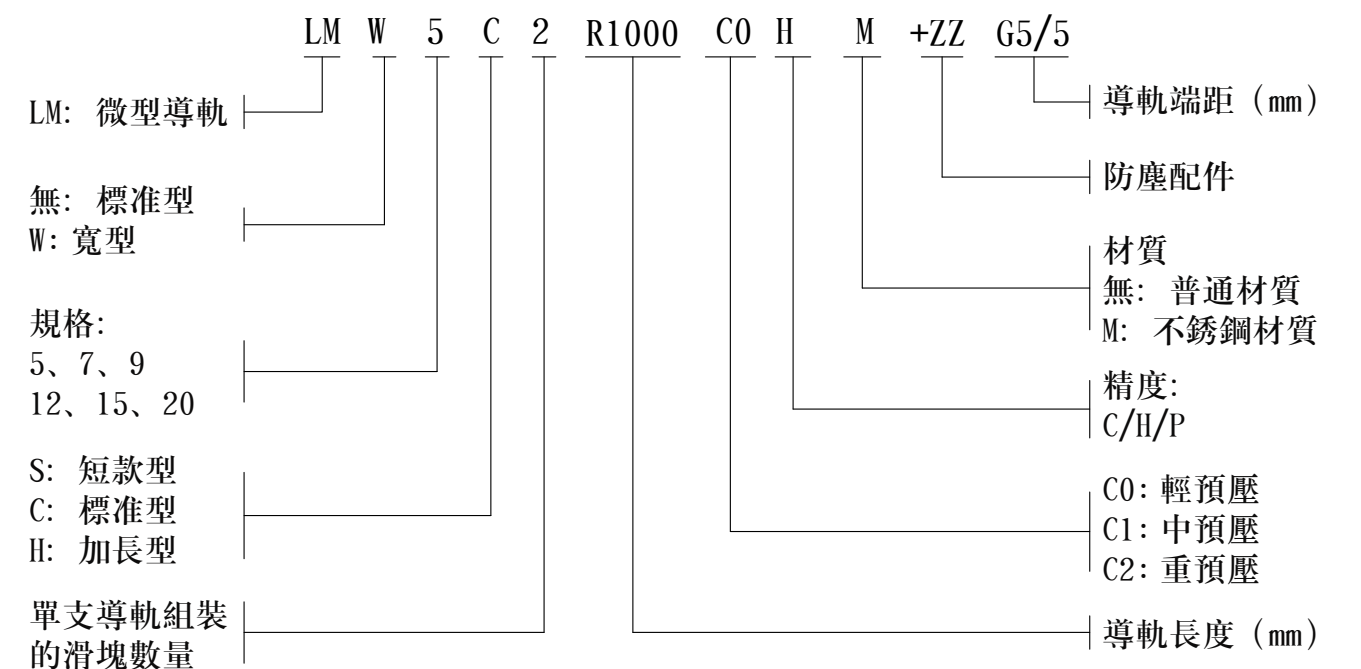 LM W 5 C 2 R1000 C0 H M +ZZ G5/5
LM: 微型導軌
無: 標准型
W: 寬型
規格:
5、7、9
12、15、20
S: 短款型
C: 標准型
H: 加長型
單支導軌組裝
的滑塊數量
導軌端距 (mm)
防塵配件
材質
無: 普通材質
M: 不銹鋼材質
精度:
C/H/P
C0: 輕預壓
C1: 中預壓
C2: 重預壓
導軌長度 (mm)